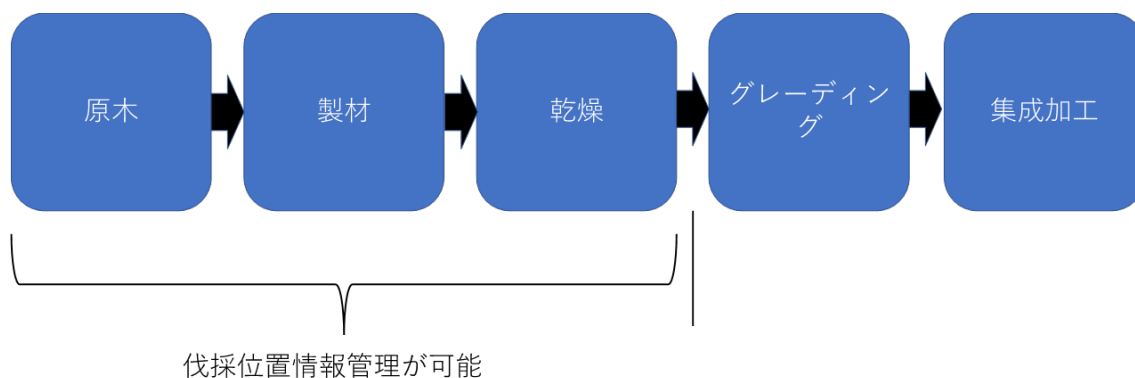 原木
製材
乾燥
グレーディン
グ
集成加工
伐採位置情報管理が可能